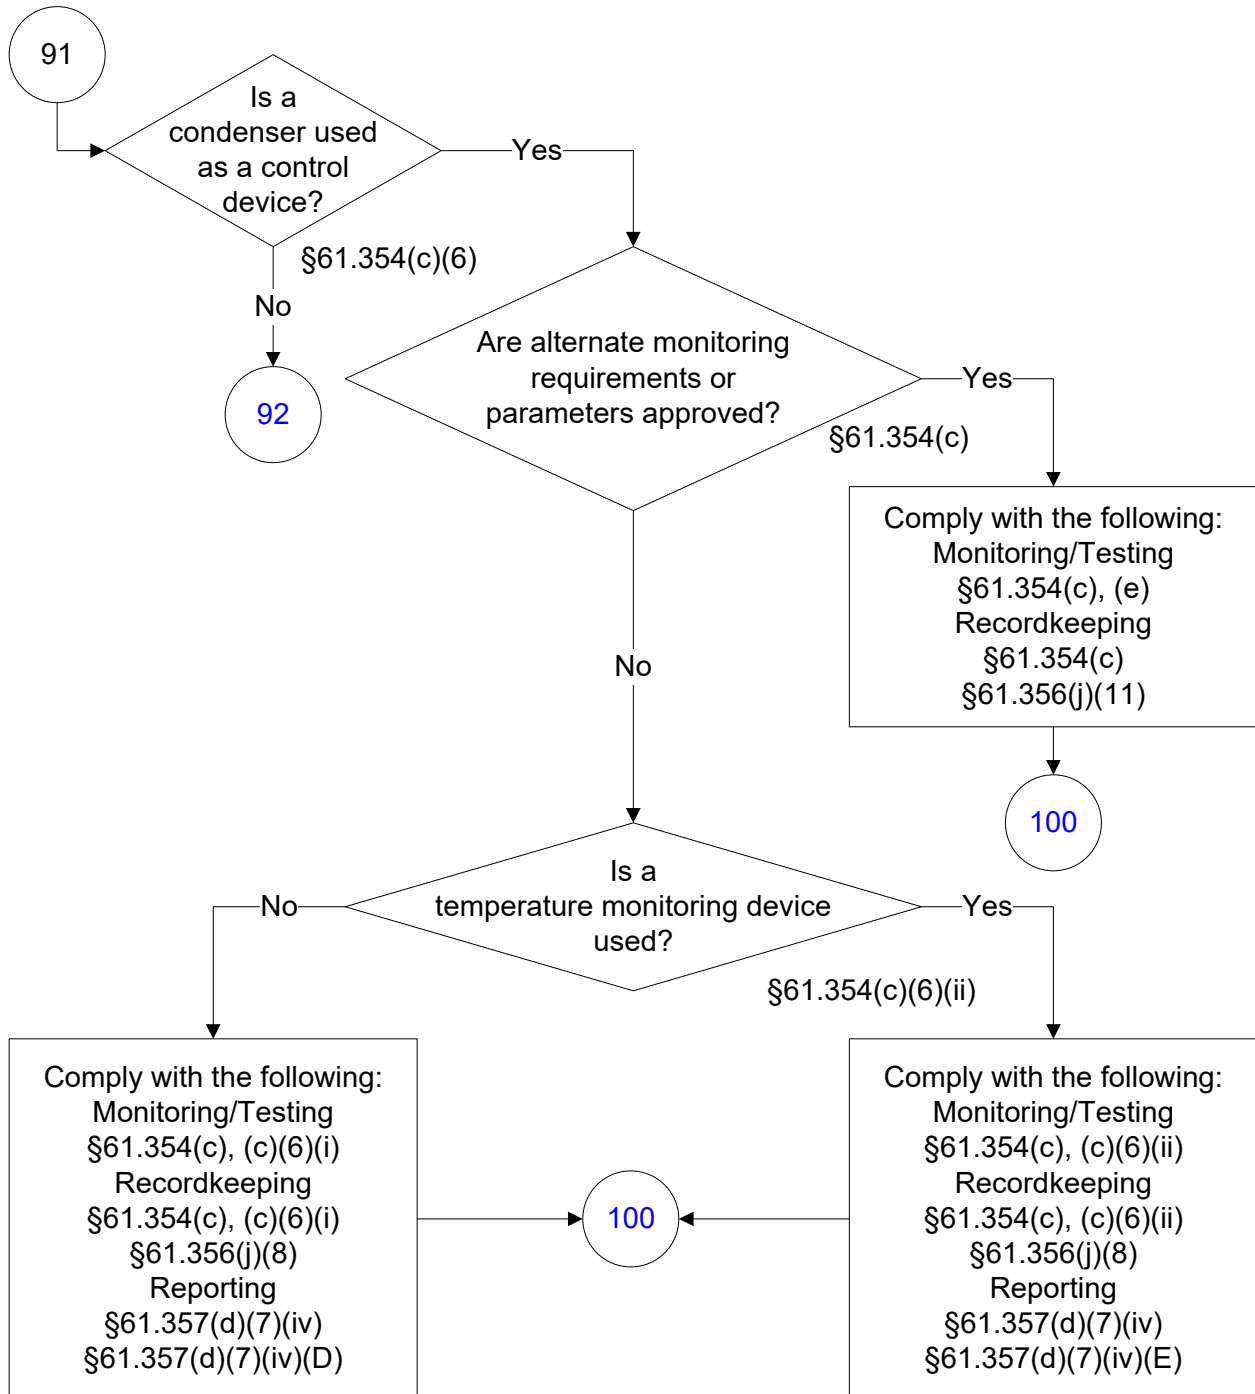 91
Is a
condenser used
as a control
device?
Yes
§61.354(c)(6)
No
92
Are alternate monitoring
requirements or
parameters approved?
Yes
§61.354(c)
Comply with the following:
Monitoring/Testing
§61.354(c), (e)
Recordkeeping
§61.354(c)
§61.356(j)(11)
100
No
Is a
temperature monitoring device
used?
No
Yes
§61.354(c)(6)(ii)
Comply with the following:
Monitoring/Testing
§61.354(c), (c)(6)(i)
Recordkeeping
§61.354(c), (c)(6)(i)
§61.356(j)(8)
Reporting
§61.357(d)(7)(iv)
§61.357(d)(7)(iv)(D)
100
Comply with the following:
Monitoring/Testing
§61.354(c), (c)(6)(ii)
Recordkeeping
§61.354(c), (c)(6)(ii)
§61.356(j)(8)
Reporting
§61.357(d)(7)(iv)
§61.357(d)(7)(iv)(E)